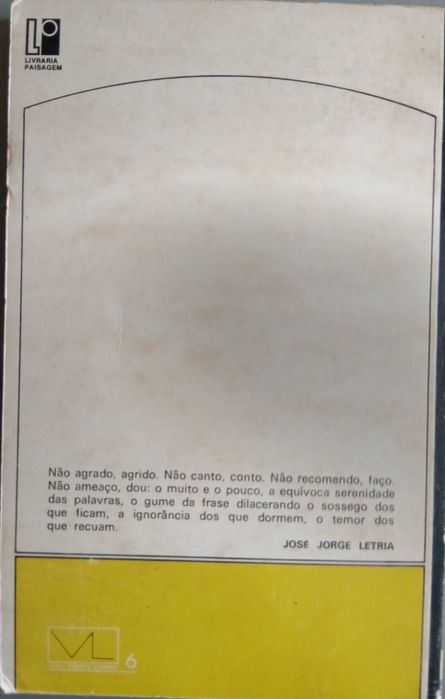 LIVRARIA
PAISAGEM
Não agrado, agrido. Não canto, conto. Não recomendo, faço.
Não ameaço, dou: o muito e o pouco, a equívoca serenidade
das palavras, o gume da frase dilacerando o sossego dos
que ficam, a ignorância dos que dormem, o temor dos
que recuam.
JOSÉ JORGE LETRIA
6